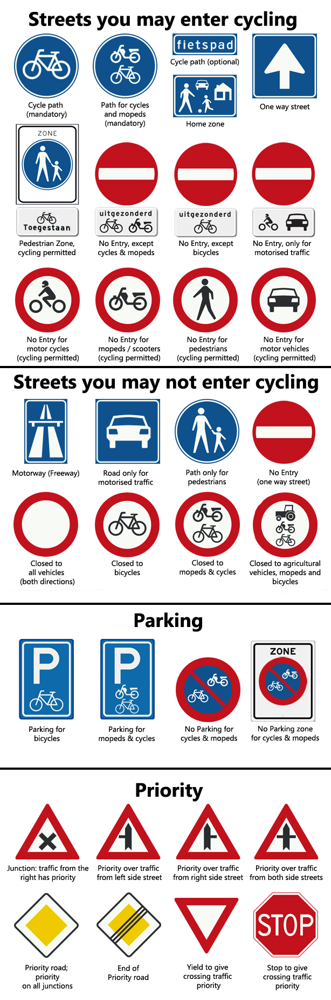 Streets you may enter cycling
fietspad
Cycle path (optional)
Cycle path
(mandatory)
Path for cycles
and mopeds
(mandatory)
Home zone
One way street
ZONE
Toegestaan
uitgezonderd
uitgezonderd
Pedestrian Zone,
cycling permitted
No Entry, except
cycles & mopeds
No Entry, except
bicycles
No Entry, only for
motorised traffic
No Entry for
motor cycles
(cycling permitted)
No Entry for
mopeds / scooters
(cycling permitted)
No Entry for
pedestrians
(cycling permitted)
No Entry for
motor vehicles
(cycling permitted)
Streets you may not enter cycling
Motorway (Freeway)
Road only for
motorised traffic
Path only for
pedestrians
No Entry
(one way street)
Closed to
all vehicles
(both directions)
Closed to
bicycles
Closed to
mopeds & cycles
Closed to agricultural
vehicles, mopeds and
bicycles
Parking
P
P
ZONE
Parking for
bicycles
Parking for
mopeds & cycles
No Parking for
cycles & mopeds
No Parking zone
for cycles & mopeds
Priority
Junction: traffic from the
right has priority
Priority over traffic
from left side street
Priority over traffic
from right side street
Priority over traffic
from both side streets
STOP
Priority road;
priority
on all junctions
End of
Priority road
Yield to give
crossing traffic
priority
Stop to give
crossing traffic
priority